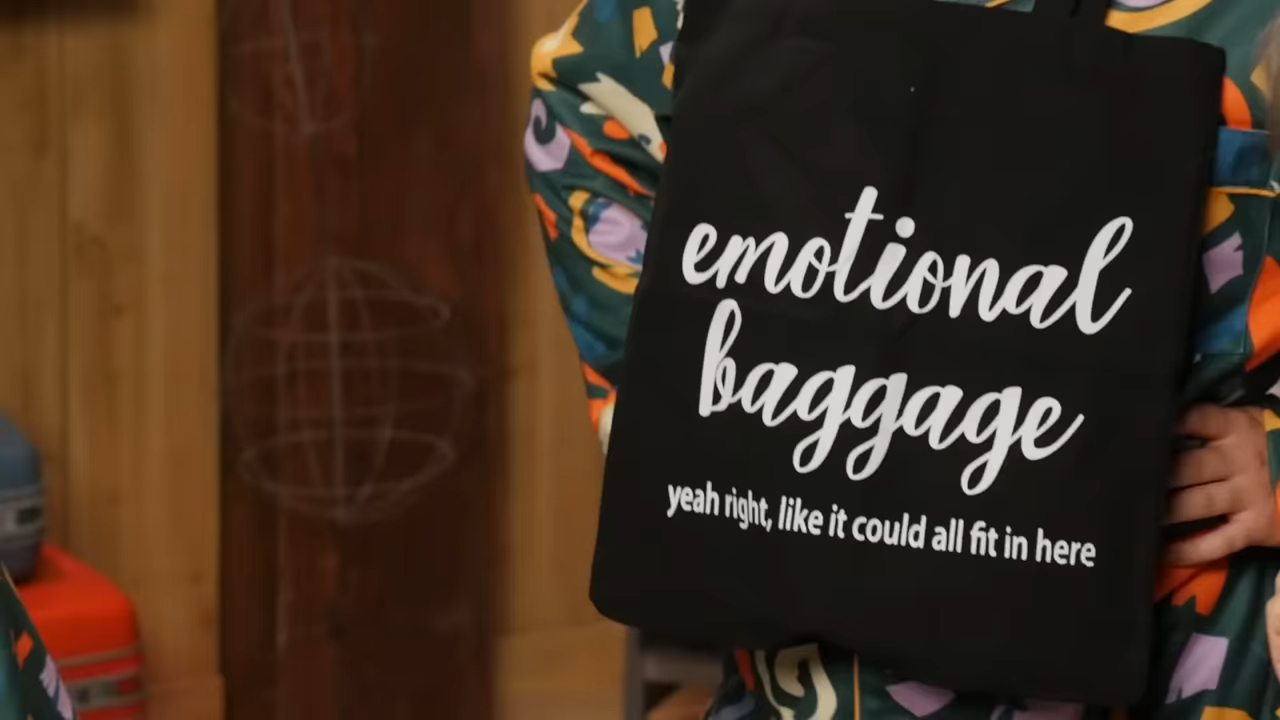 emotional
baggage
yeah right, like it could all fit in here